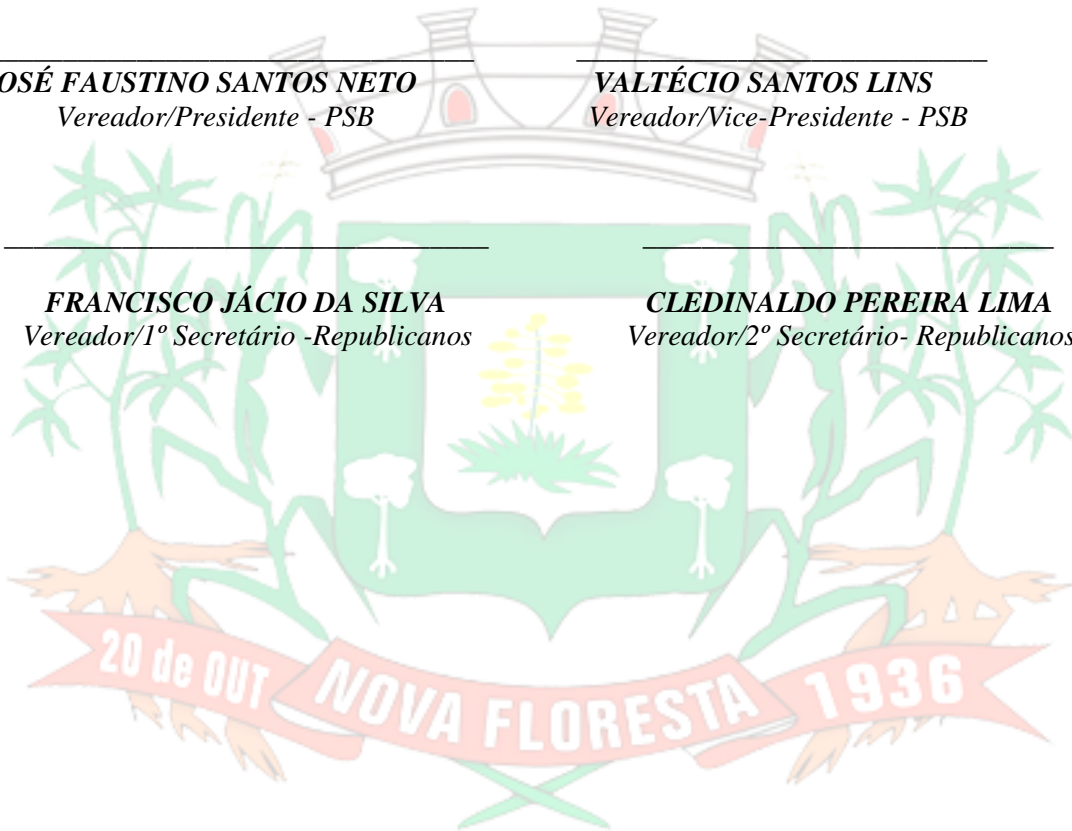 OSÉ FAUSTINO SANTOS NETO
Vereador/Presidente - PSB
VALTÉCIO SANTOS LINS
Vereador/Vice-Presidente - PSB
FRANCISCO JÁCIO DA SILVA
Vereador/1º Secretário -Republicanos
CLEDINALDO PEREIRA LIMA
Vereador/2º Secretário- Republicanos
20 de OUT NOVA FLORESTA 1936